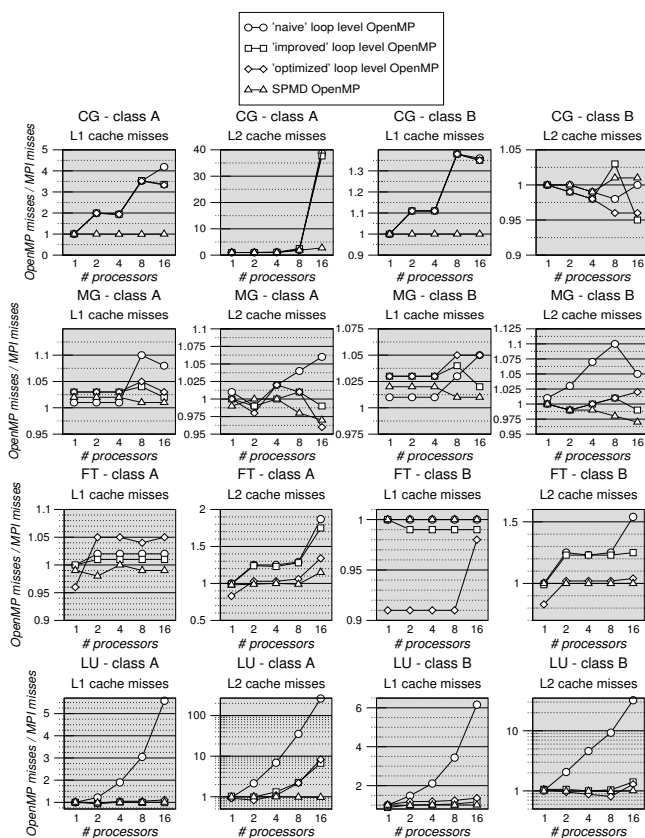 'naive' loop level OpenMP
'improved' loop level OpenMP
'optimized' loop level OpenMP
SPMD OpenMP
CG - class A CG - class A CG - class B CG - class B
L1 cache misses L2 cache misses L1 cache misses L2 cache misses
OpenMP misses / MPI misses
5 40 1.3 1.05
4 30 1.2 1
3 20 1.1 0.95
2 10 1 0.9
1 0 0.9
0
1 2 4 8 16 1 2 4 8 16 1 2 4 8 16 1 2 4 8 16
# processors # processors # processors # processors
MG - class A MG - class A MG - class B MG - class B
L1 cache misses L2 cache misses L1 cache misses L2 cache misses
OpenMP misses / MPI misses
1.1 1.1 1.075 1.125
1.05 1.075 1.05 1.1
1 1.05 1.025 1.075
0.95 1.025 1 1.05
1 0.975 1.025
0.975 1
0.95 0.975
0.95
1 2 4 8 16 1 2 4 8 16 1 2 4 8 16 1 2 4 8 16
# processors # processors # processors # processors
FT - class A FT - class A FT - class B FT - class B
L1 cache misses L2 cache misses L1 cache misses L2 cache misses
OpenMP misses / MPI misses
1.1 2 1 1.5
1.05 1.5 0.95 1
1 1 0.9
0.95 0.5
0.9
1 2 4 8 16 1 2 4 8 16 1 2 4 8 16 1 2 4 8 16
# processors # processors # processors # processors
LU - class A LU - class A LU - class B LU - class B
L1 cache misses L2 cache misses L1 cache misses L2 cache misses
OpenMP misses / MPI misses
5 100 6 10
4 10 4 1
3 1 2
2
1
1 2 4 8 16 1 2 4 8 16 1 2 4 8 16 1 2 4 8 16
# processors # processors # processors # processors